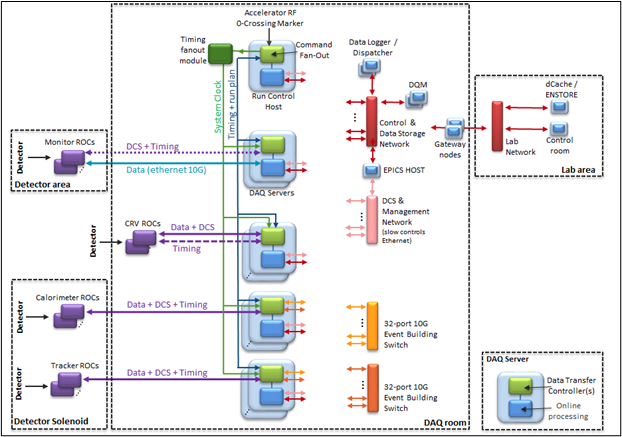 Accelerator RF
0-Crossing Marker
Timing
fanout
module
Command
Fan-Out
Run Control
Host
System Clock
Timing + run plan
Data Logger /
Dispatcher
DQM
Control &
Data Storage
Network
Gateway
nodes
EPICS HOST
DCS &
Management
Network
(slow controls
Ethernet)
dCache /
ENSTORE
Lab
Network
Control
room
Lab area
Detector
Monitor ROCs
DCS + Timing
Data (ethernet 10G)
Detector area
DAQ Servers
Detector
CRV ROCs
Data + DCS
Timing
Detector
Calorimeter ROCs
Data + DCS + Timing
32-port 10G
Event Building
Switch
Detector
Tracker ROCs
Data + DCS + Timing
32-port 10G
Event Building
Switch
Detector Solenoid
DAQ room
DAQ Server
Data Transfer
Controller(s)
Online
processing